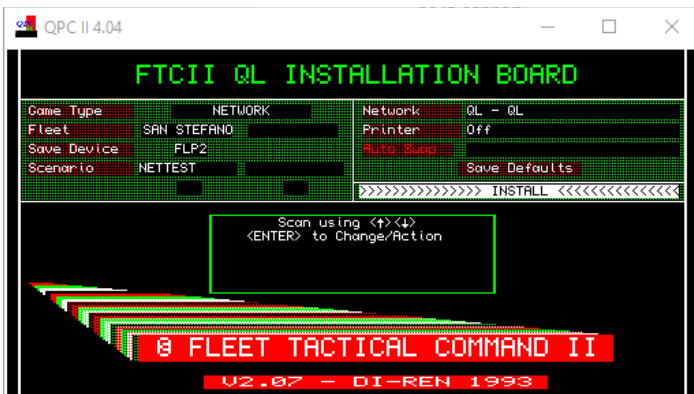 QPC II 4.04
FTCII QL INSTALLATION BOARD
Game Type NETWORK
Fleet SAN STEFANO
Save Device FLP2
Scenario NETTEST
Network QL - QL
Printer Off
Auto Swap
Save Defaults
>>>>>>>>>>>>>>> INSTALL <<<<<<<<<<<<<<<
Scan using <↑><↓>
<ENTER> to Change/Action
@ FLEET TACTICAL COMMAND II
V2.07 - DI-REN 1993